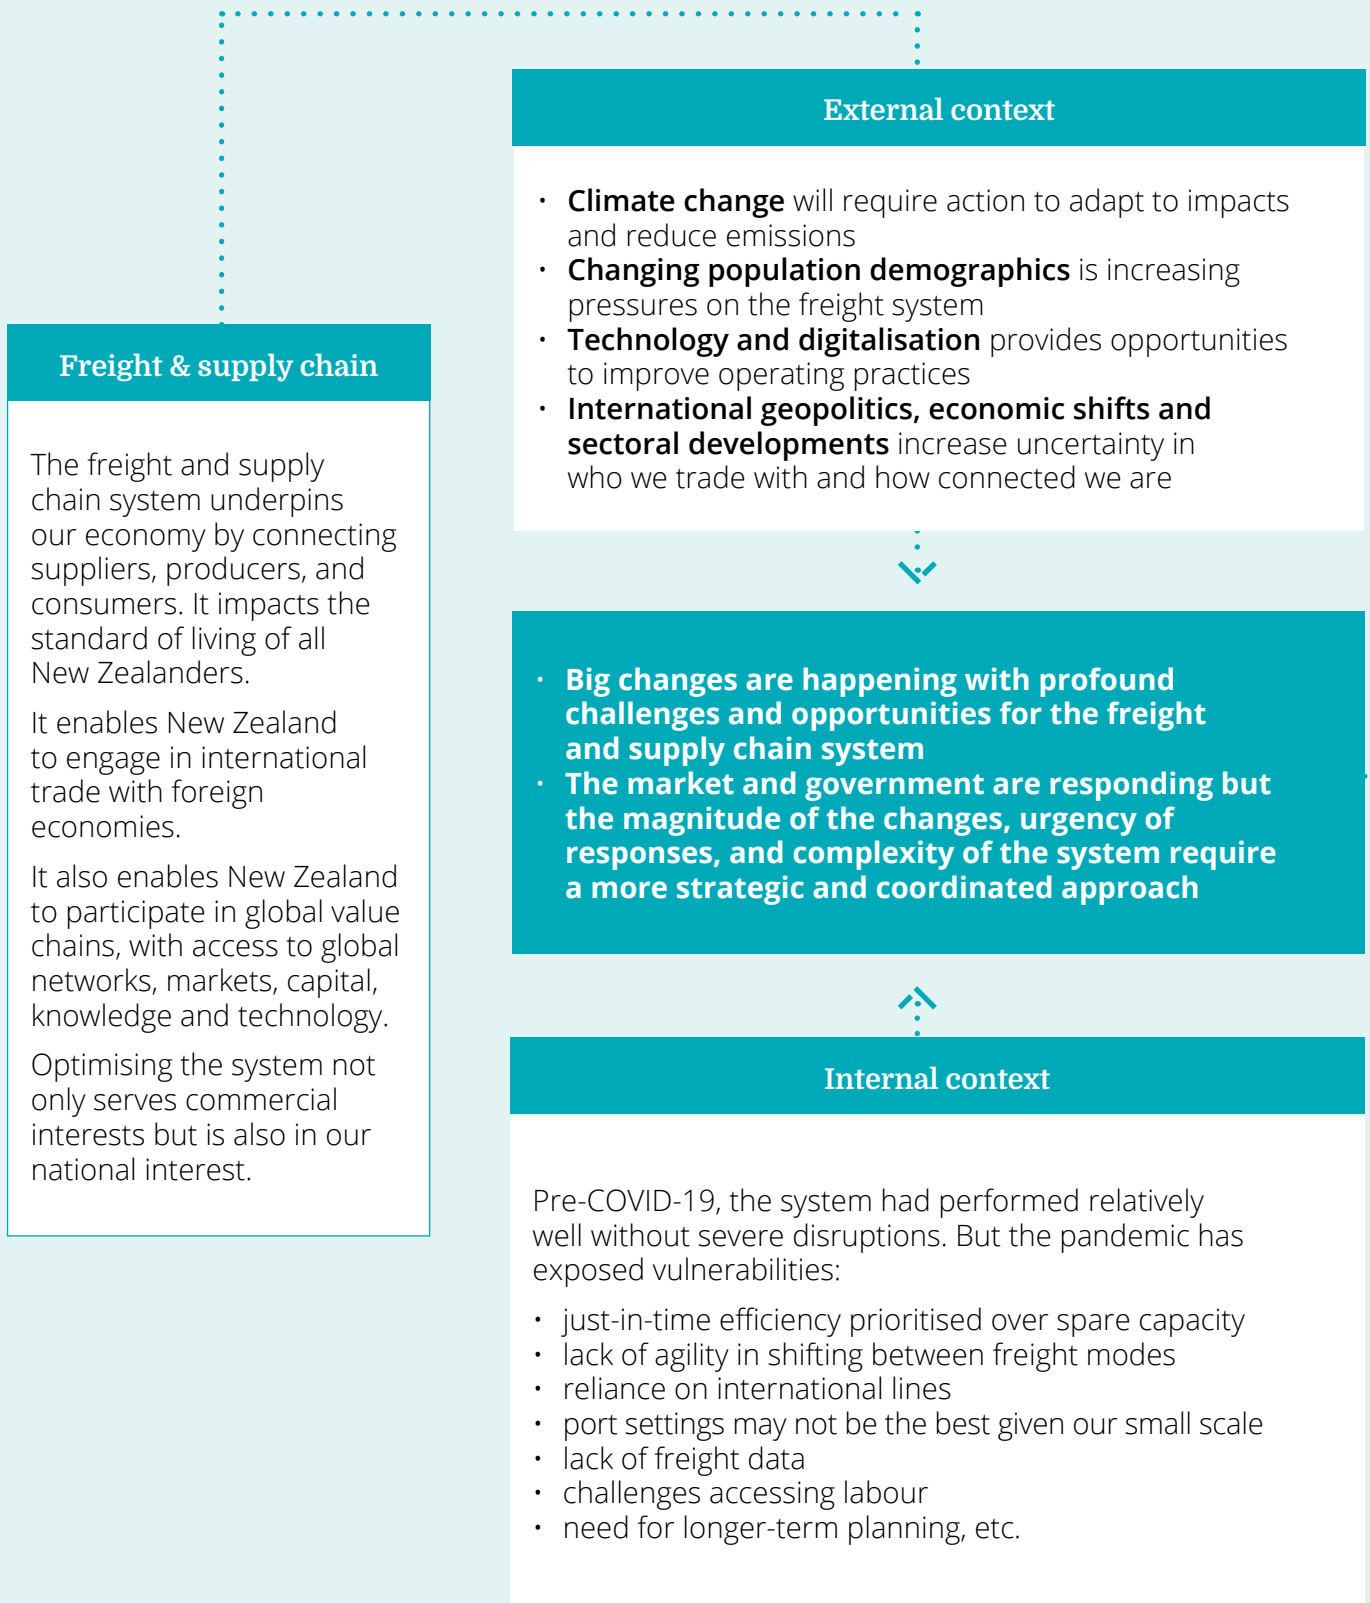 Freight & supply chain
The freight and supply
chain system underpins
our economy by connecting
suppliers, producers, and
consumers. It impacts the
standard of living of all
New Zealanders.
It enables New Zealand
to engage in international
trade with foreign
economies.
It also enables New Zealand
to participate in global value
chains, with access to global
networks, markets, capital,
knowledge and technology.
Optimising the system not
only serves commercial
interests but is also in our
national interest.
External context
• Climate change will require action to adapt to impacts
and reduce emissions
• Changing population demographics is increasing
pressures on the freight system
• Technology and digitalisation provides opportunities
to improve operating practices
• International geopolitics, economic shifts and
sectoral developments increase uncertainty in
who we trade with and how connected we are
• Big changes are happening with profound
challenges and opportunities for the freight
and supply chain system
• The market and government are responding but
the magnitude of the changes, urgency of
responses, and complexity of the system require
a more strategic and coordinated approach
Internal context
Pre-COVID-19, the system had performed relatively
well without severe disruptions. But the pandemic has
exposed vulnerabilities:
• just-in-time efficiency prioritised over spare capacity
• lack of agility in shifting between freight modes
• reliance on international lines
• port settings may not be the best given our small scale
• lack of freight data
• challenges accessing labour
• need for longer-term planning, etc.